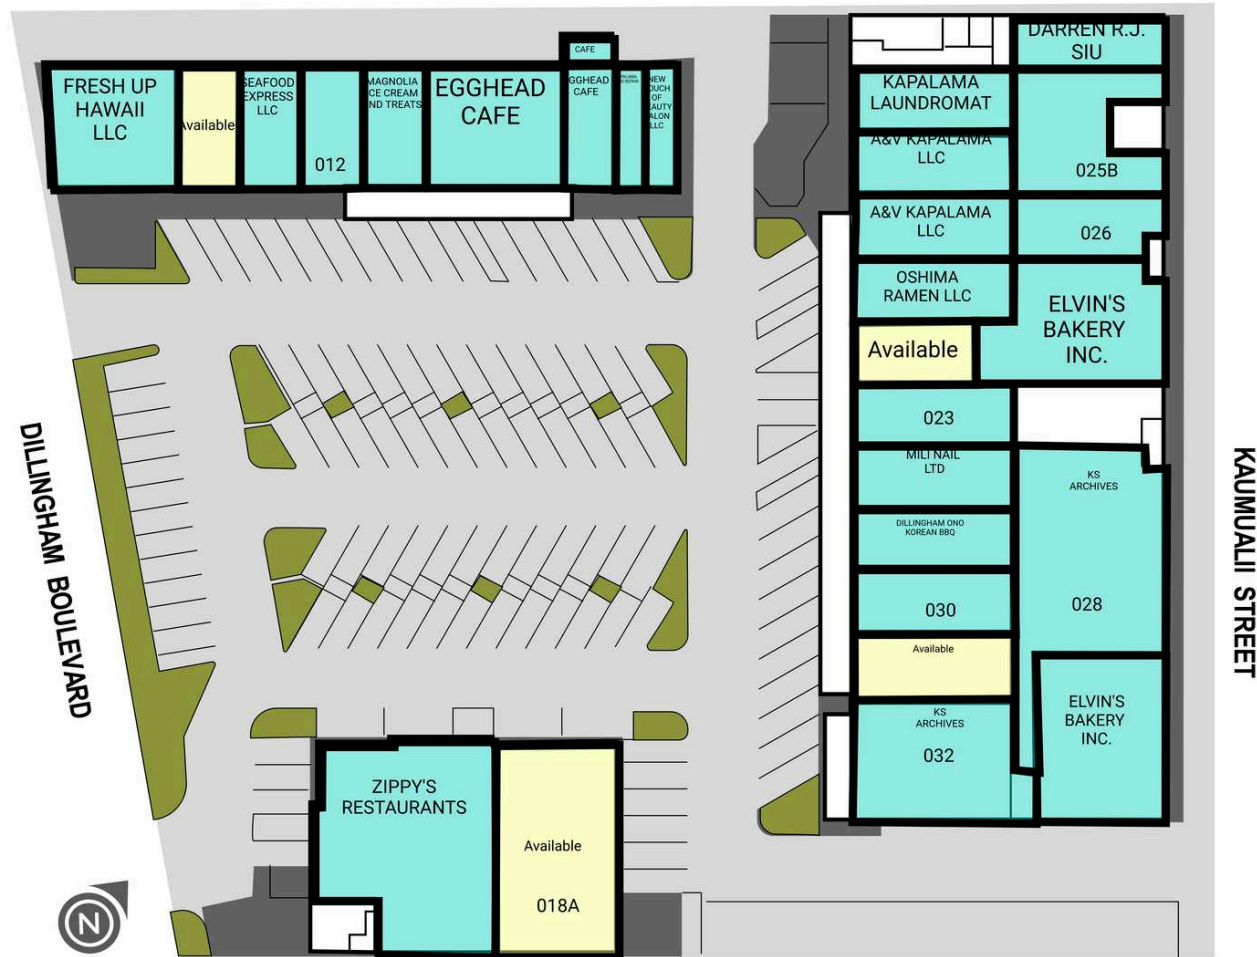 DARREN R.J.
SIU
CAFE
FRESH UP
HAWAII
LLC
Available
SEAFOOD
EXPRESS
LLC
012
MAGNOLIA
ICE CREAM
AND TREATS
EGGHEAD
CAFE
EGGHEAD
CAFE
NEW
TOUCH
OF
BEAUTY
SALON
LLC
KAPALAMA
LAUNDROMAT
A&V KAPALAMA
LLC
025B
A&V KAPALAMA
LLC
026
OSHIMA
RAMEN LLC
ELVIN'S
BAKERY
INC.
Available
023
MILI NAIL
LTD
KS
ARCHIVES
DILLINGHAM ONO
KOREAN BBQ
030
028
Available
KS
ARCHIVES
032
ELVIN'S
BAKERY
INC.
DILLINGHAM BOULEVARD
KAUMUALII STREET
ZIPPY'S
RESTAURANTS
Available
018A
N